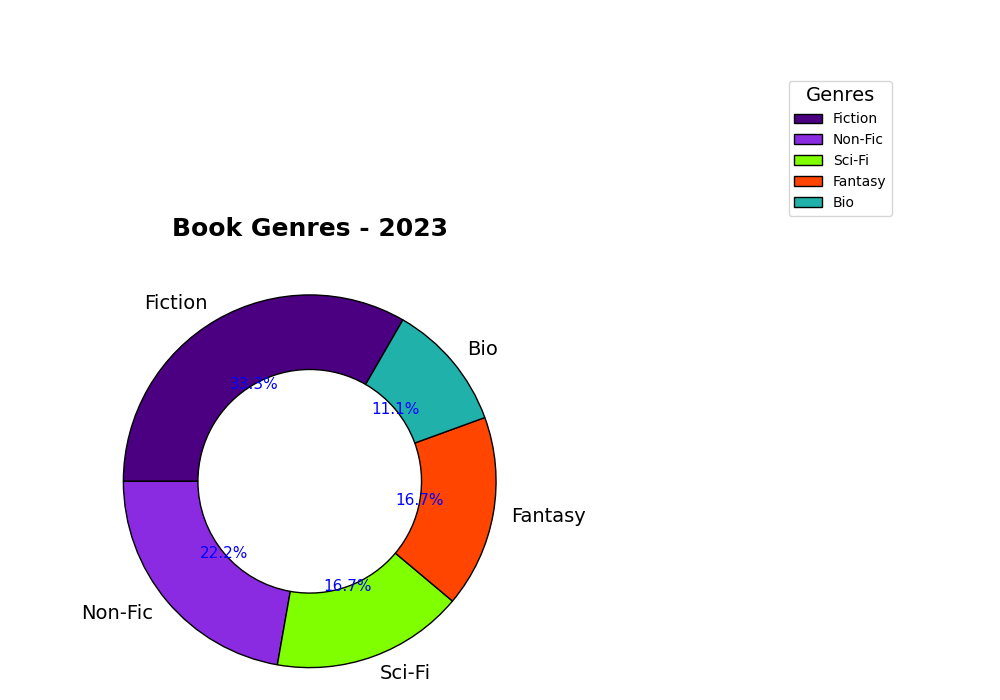 Genres
Fiction
Non-Fic
Sci-Fi
Fantasy
Bio
Book Genres - 2023
Fiction
Bio
33.3%
11.1%
16.7%
Fantasy
22.2%
16.7%
Non-Fic
Sci-Fi